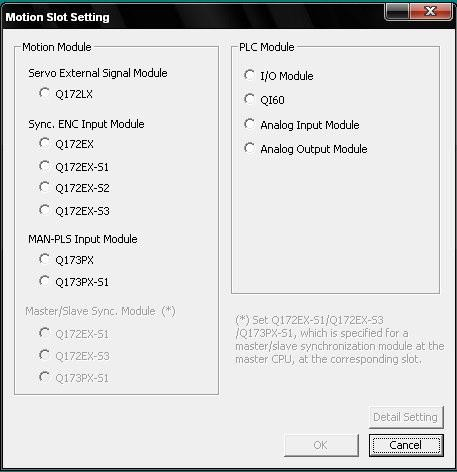 Motion Slot Setting
Motion Module
Servo External Signal Module
Q172LX
Sync. ENC Input Module
Q172EX
Q172EX-S1
Q172EX-S2
Q172EX-S3
MAN-PLS Input Module
Q173PX
Q173PX-S1
Master/Slave Sync. Module (*)
Q172EX-S1
Q172EX-S3
Q173PX-S1
PLC Module
I/O Module
QI60
Analog Input Module
Analog Output Module
(*) Set Q172EX-S1/Q172EX-S3
/Q173PX-S1, which is specified for a
master/slave synchronization module at the
master CPU, at the corresponding slot.
Detail Setting
OK
Cancel